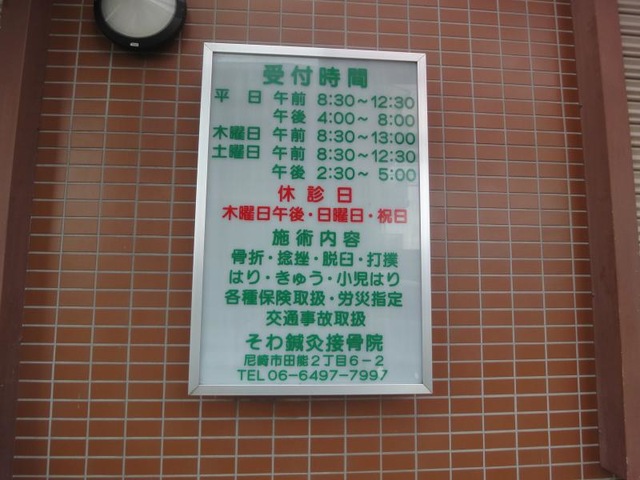 受付時間
平　日 午前 8:30～12:30
午後 4:00～8:00
木曜日 午前 8:30～13:00
土曜日 午前 8:30～12:30
午後 2:30～5:00
休診日
木曜日午後・日曜日・祝日
施術内容
骨折・捻挫・脱臼・打撲
はり・きゅう・小児はり
各種保険取扱・労災指定
交通事故取扱
そわ鍼灸接骨院
尼崎市田能2丁目6-2
TEL06-6497-7997